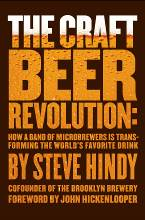 THE CRAFT
BEER
REVOLUTION:
HOW A BAND OF MICROBREWERS IS TRANS-
FORMING THE WORLD'S FAVORITE DRINK
BY STEVE HINDY
COFOUNDER OF THE BROOKLYN BREWERY
FOREWORD BY JOHN HICKENLOOPER